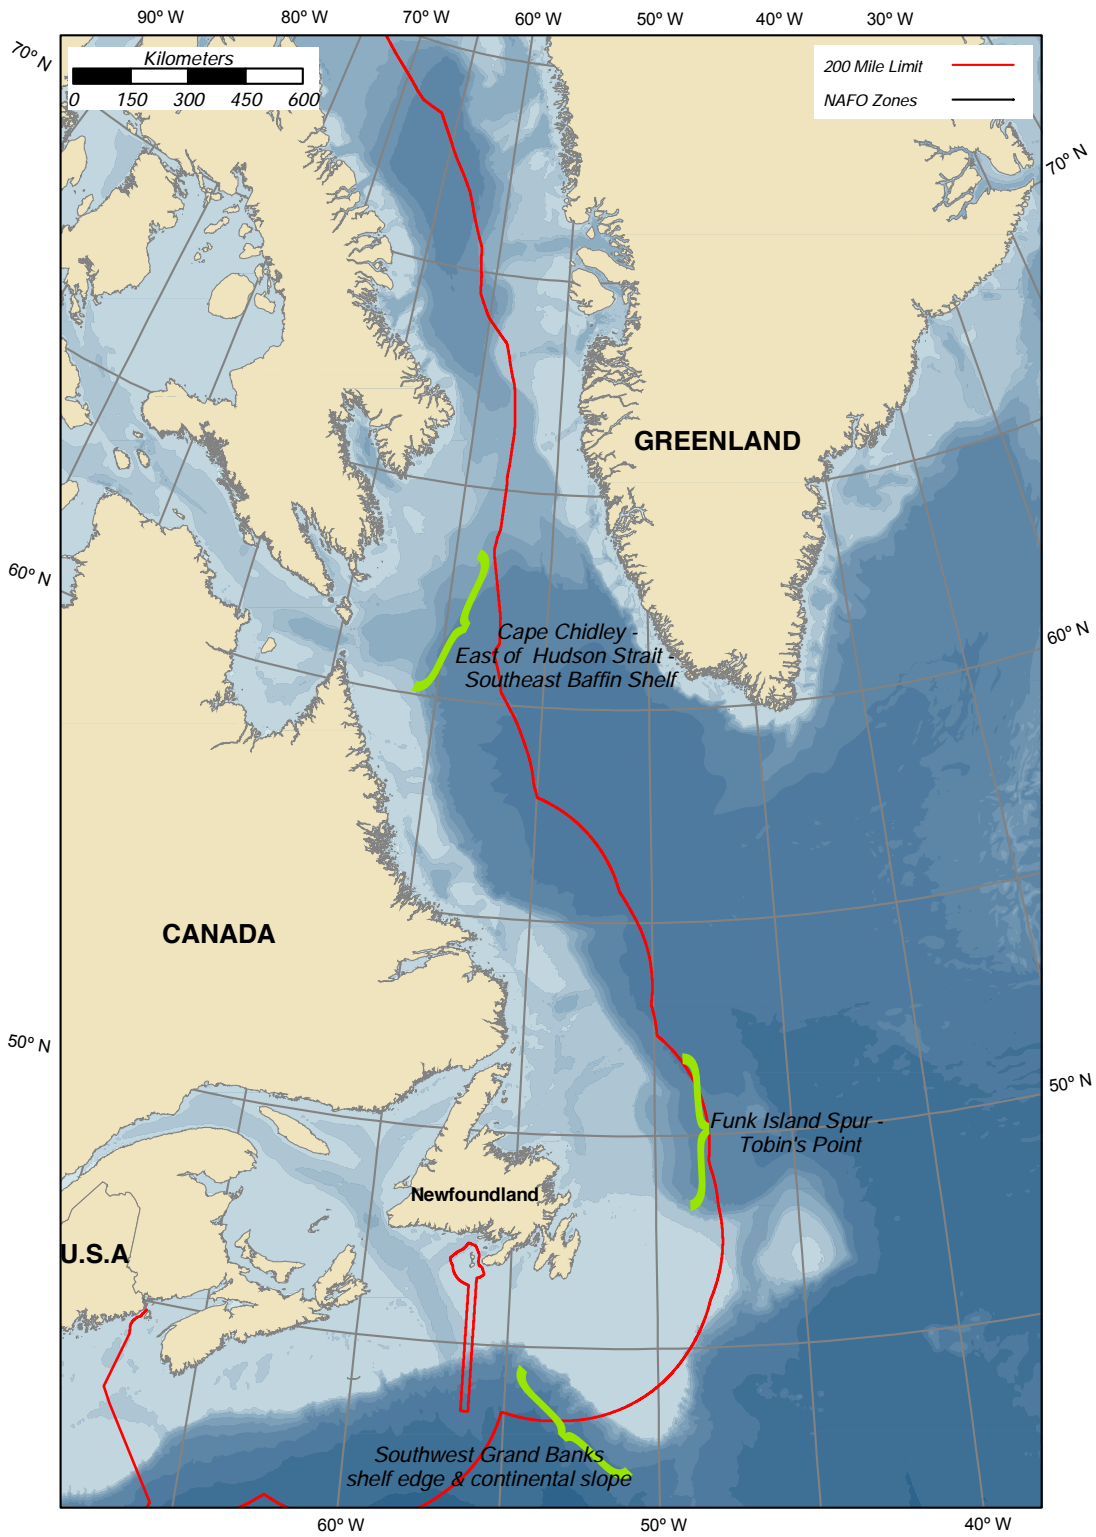 90° W 80° W 70° W 60° W 50° W 40° W 30° W
70° N
Kilometers
0 150 300 450 600
200 Mile Limit
NAFO Zones
70° N
GREENLAND
60° N
60° N
Cape Chidley -
East of Hudson Strait -
Southeast Baffin Shelf
CANADA
50° N
50° N
Funk Island Spur -
Tobin's Point
Newfoundland
U.S.A
Southwest Grand Banks
shelf edge & continental slope
60° W 50° W 40° W